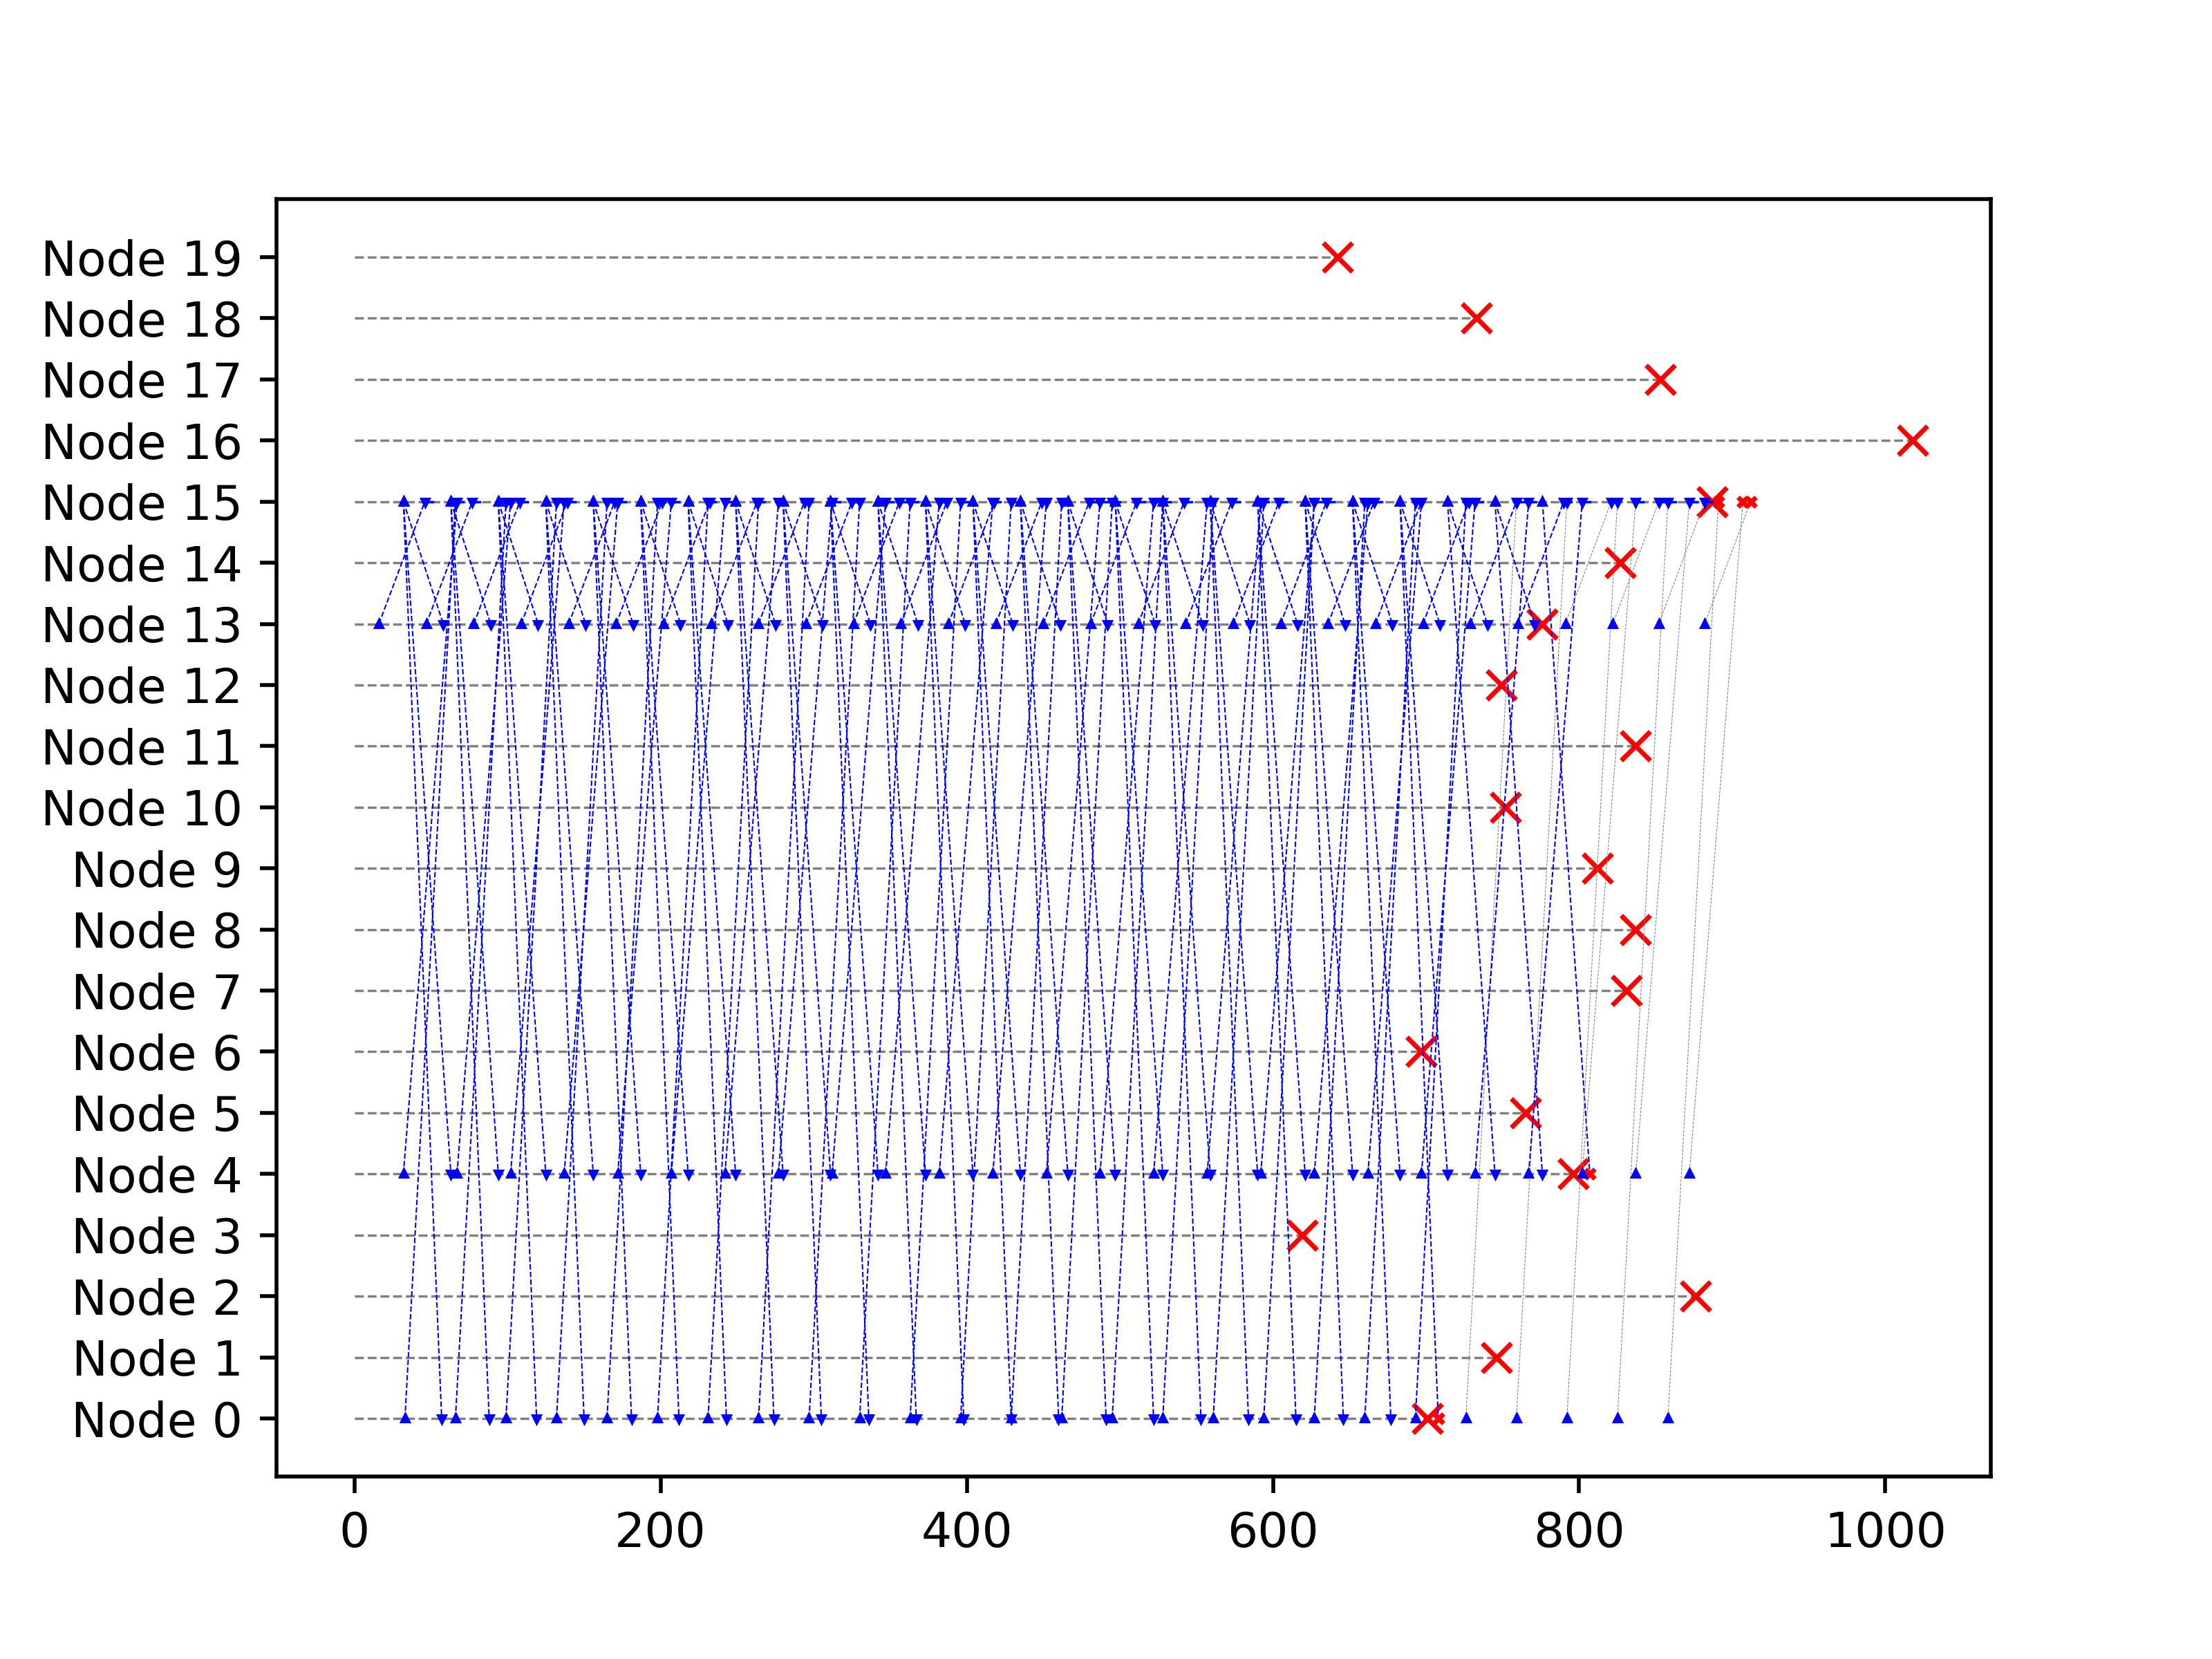 Node 19
Node 18
Node 17
Node 16
Node 15
Node 14
Node 13
Node 12
Node 11
Node 10
Node 9
Node 8
Node 7
Node 6
Node 5
Node 4
Node 3
Node 2
Node 1
Node 0
0 200 400 600 800 1000